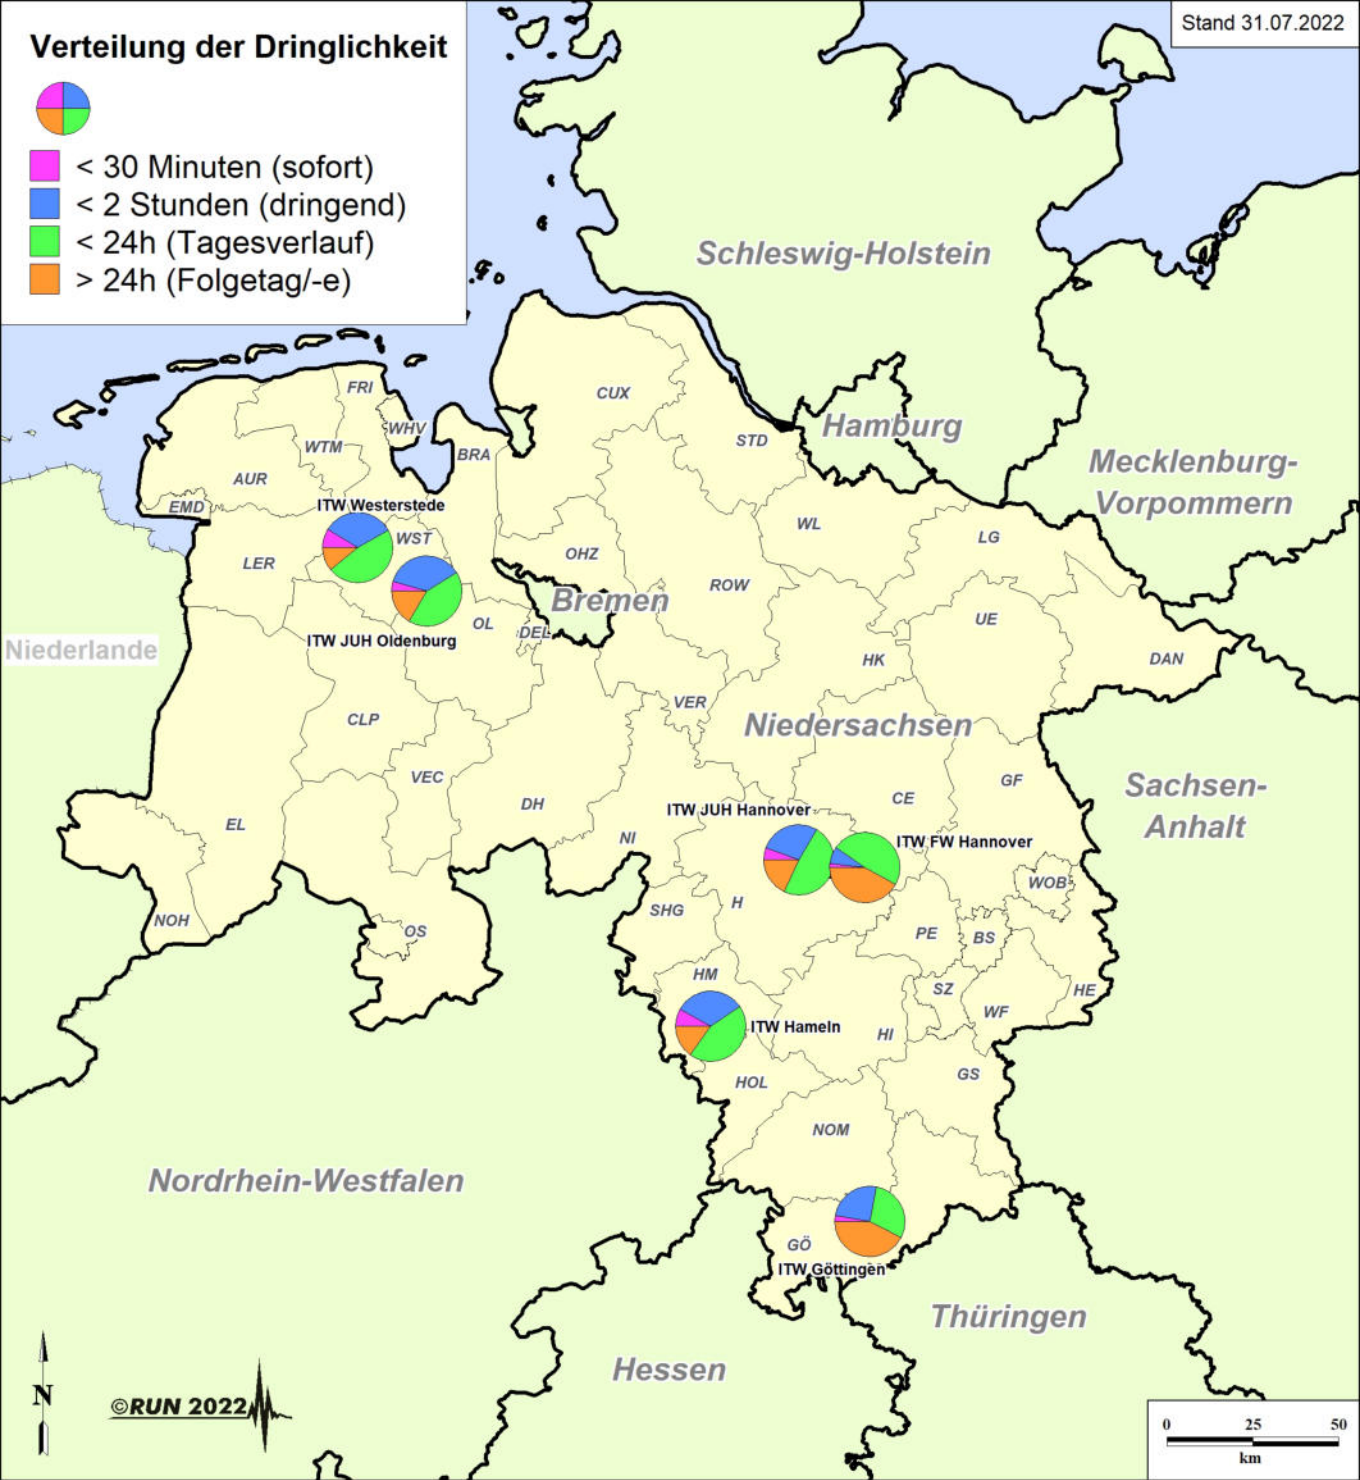 Verteilung der Dringlichkeit
< 30 Minuten (sofort)
< 2 Stunden (dringend)
< 24h (Tagesverlauf)
> 24h (Folgetag/-e)
Stand 31.07.2022
Schleswig-Holstein
FRI
CUX
WHV
Hamburg
STD
WTM
BRA
Mecklenburg-
Vorpommern
AUR
EMD
ITW Westerstede
WL
WST
LG
OHZ
LER
ROW
Bremen
UE
OL
DEL
ITW JUH Oldenburg
Niederlande
HK
DAN
VER
CLP
Niedersachsen
VEC
GF
Sachsen-
Anhalt
CE
DH
ITW JUH Hannover
EL
NI
ITW FW Hannover
WOB
H
SHG
NOH
OS
PE
BS
HM
SZ
HE
WF
ITW Hameln
HI
GS
HOL
NOM
Nordrhein-Westfalen
GÖ
ITW Göttingen
Thüringen
Hessen
N
©RUN 2022
0 25 50
km